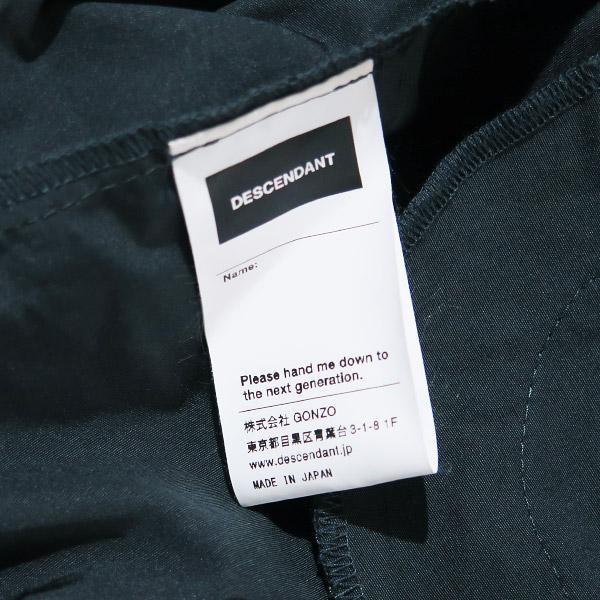 DESCENDANT
Name:
Please hand me down to
the next generation.
株式会社 GONZO
東京都目黒区青葉台3-1-8 1F
www.descendant.jp
MADE IN JAPAN